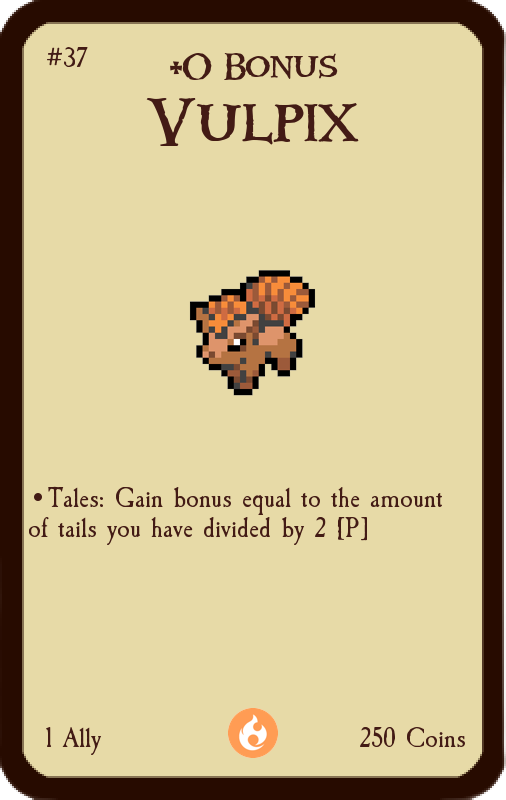 #37
+0 Bonus
Vulpix
•Tales: Gain bonus equal to the amount
of tails you have divided by 2 [P]
1 Ally
250 Coins